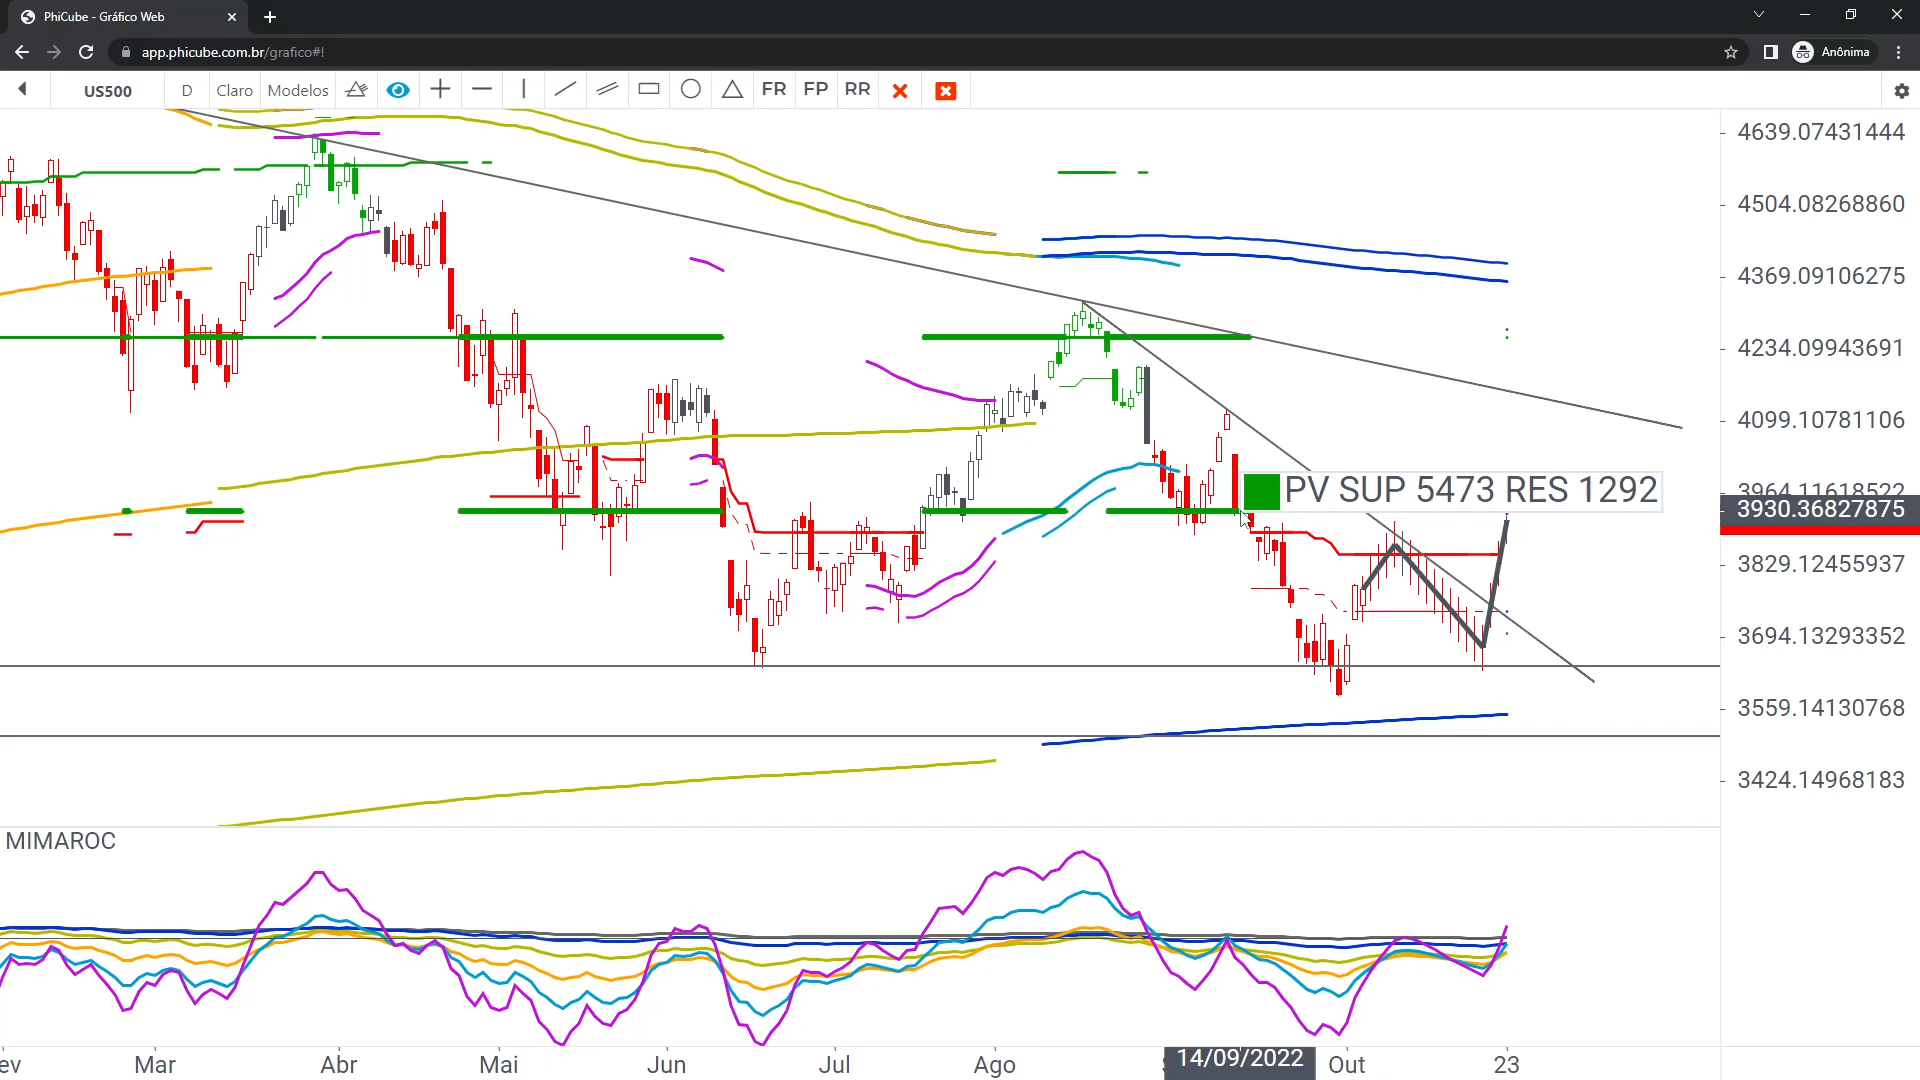 PhiCube - Gráfico Web
app.phicube.com.br/grafico#!
Anônima
US500 D Claro Modelos FR FP RR
4639.07431444
4504.08268860
4369.09106275
4234.09943691
4099.10781106
PV SUP 5473 RES 1292
3964.11618522
3930.36827875
3829.12455937
3694.13293352
3559.14130768
3424.14968183
MIMAROC
ev Mar Abr Mai Jun Jul Ago 14/09/2022 Out 23